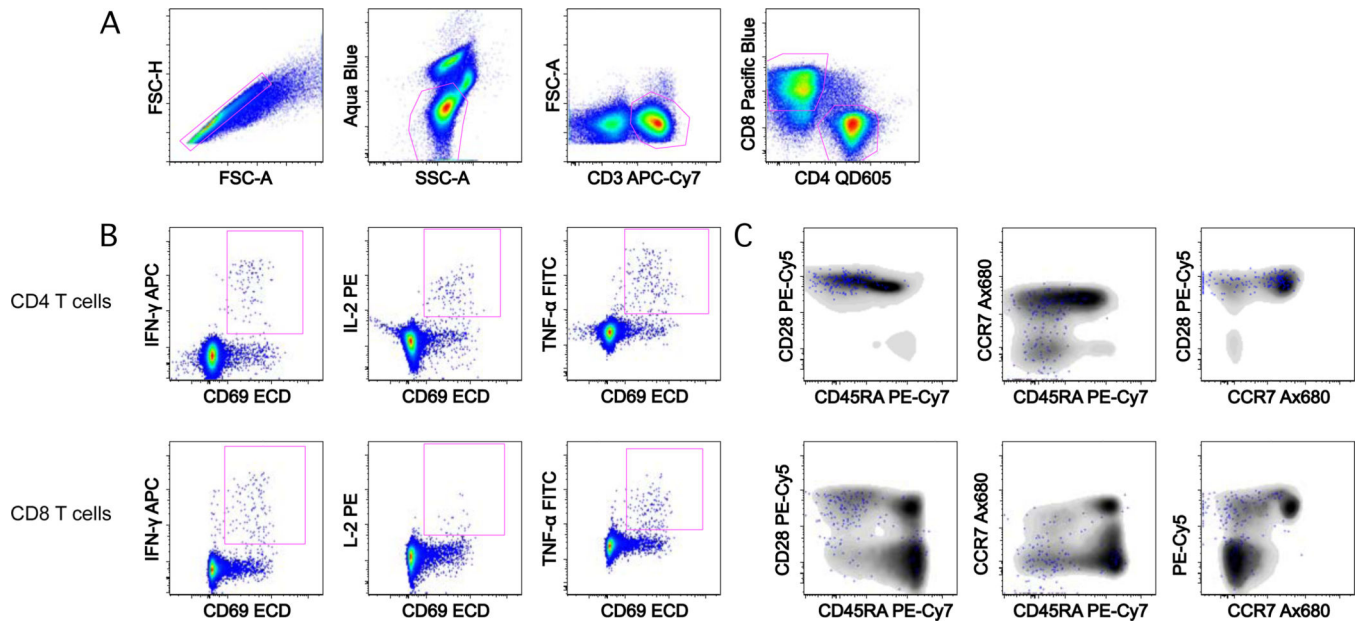 A
FSC-H
FSC-A
Aqua Blue
SSC-A
FSC-A
CD3 APC-Cy7
CD8 Pacific Blue
CD4 QD605
B
C
CD4 T cells
IFN-γ APC
CD69 ECD
IL-2 PE
CD69 ECD
TNF-α FITC
CD69 ECD
CD28 PE-Cy5
CD45RA PE-Cy7
CCR7 Ax680
CD45RA PE-Cy7
CD28 PE-Cy5
CCR7 Ax680
CD8 T cells
IFN-γ APC
CD69 ECD
IL-2 PE
CD69 ECD
TNF-α FITC
CD69 ECD
CD28 PE-Cy5
CD45RA PE-Cy7
CCR7 Ax680
CD45RA PE-Cy7
PE-Cy5
CCR7 Ax680